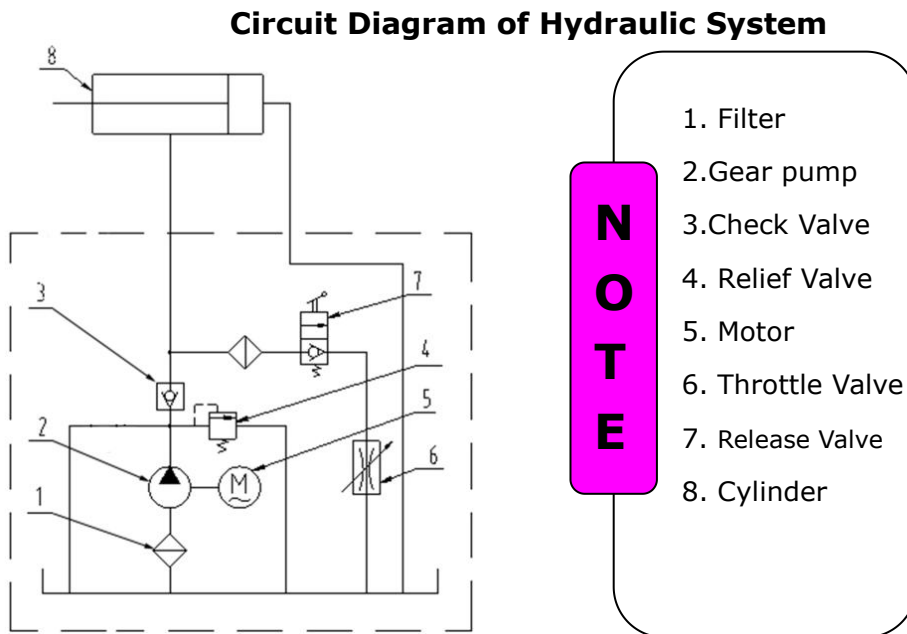 Circuit Diagram of Hydraulic System
8
7
3
4
2
5
M
6
1
NOTE
1. Filter
2.Gear pump
3.Check Valve
4. Relief Valve
5. Motor
6. Throttle Valve
7. Release Valve
8. Cylinder